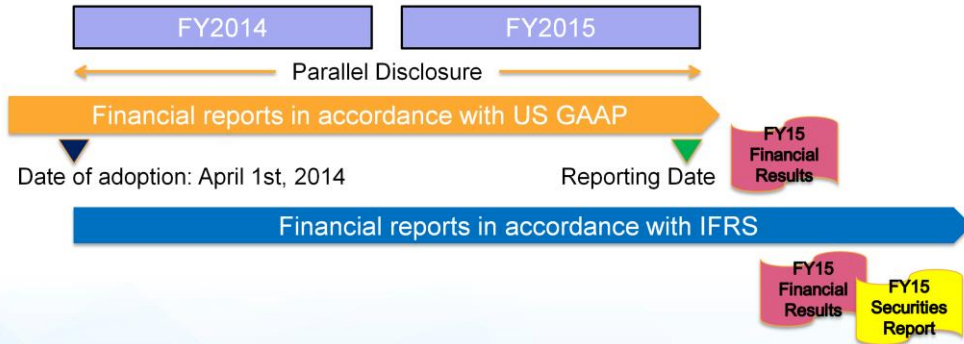 FY2014
FY2015
Parallel Disclosure
Financial reports in accordance with US GAAP
Date of adoption: April 1st, 2014
Reporting Date
FY15
Financial
Results
Financial reports in accordance with IFRS
FY15
Financial
Results
FY15
Securities
Report